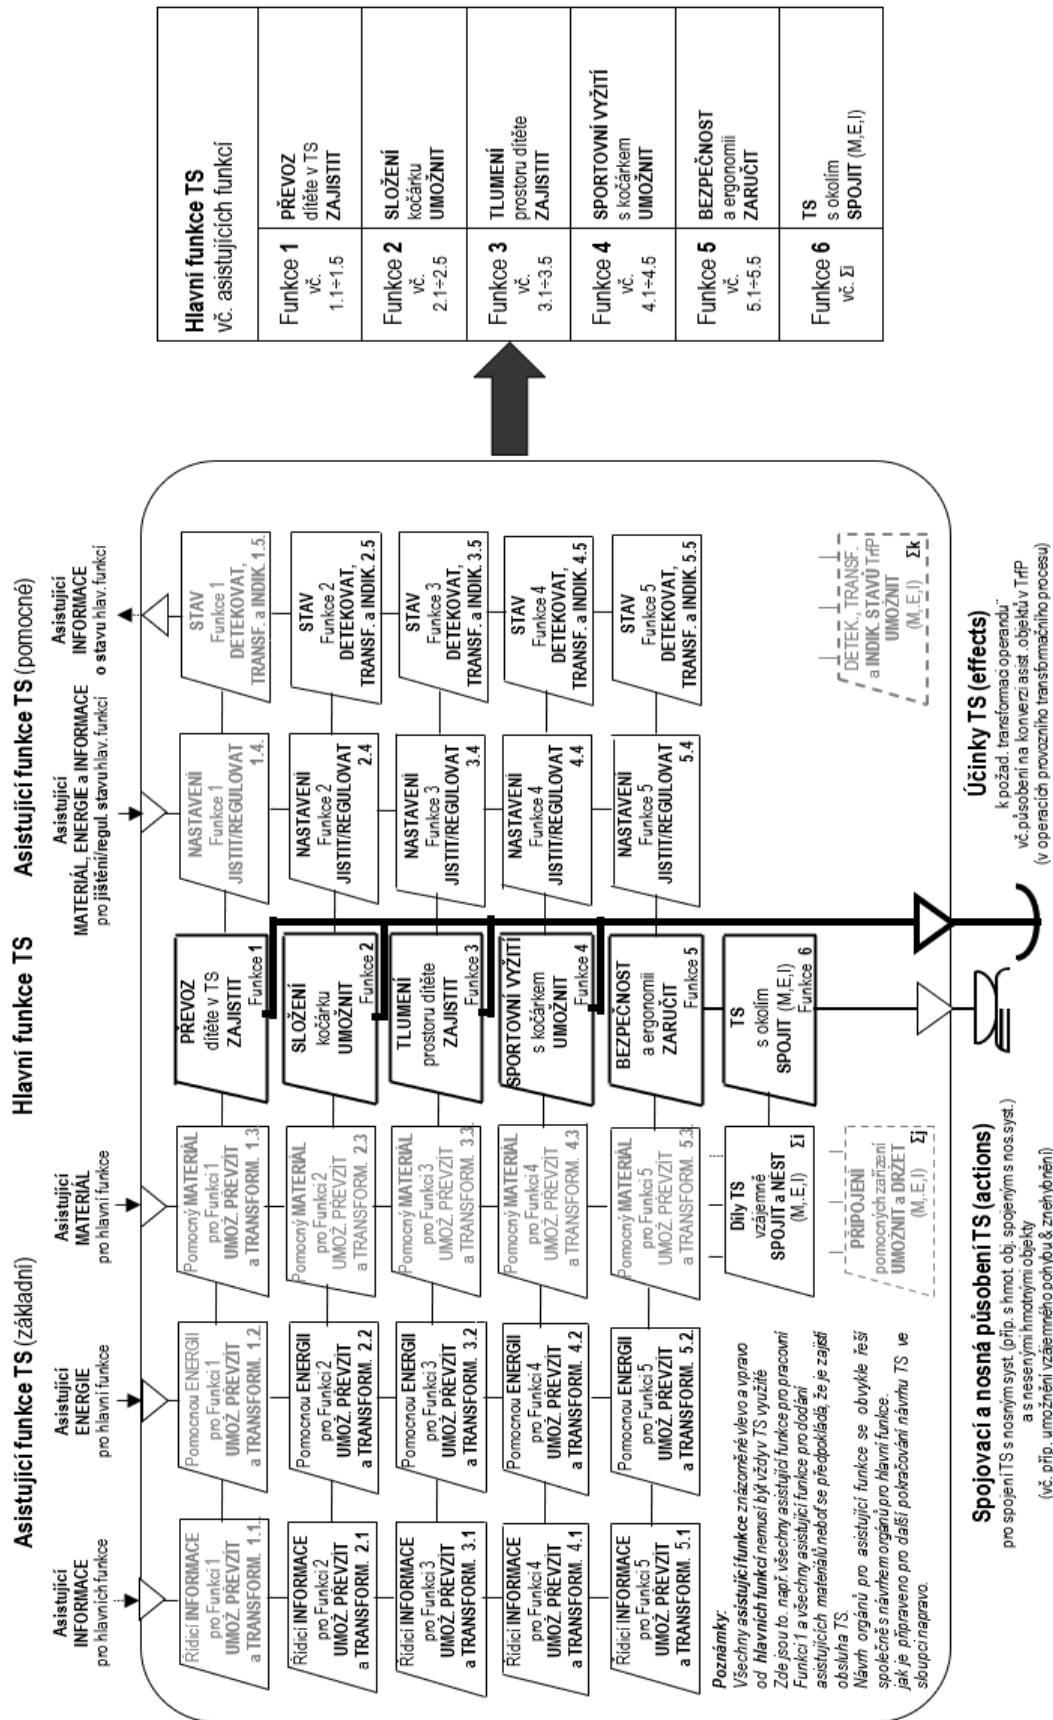 Asistující funkce TS (základní)
Hlavní funkce TS
Asistující funkce TS (pomocné)
Asistující
INFORMACE
pro hlavních funkce
Asistující
ENERGIE
pro hlavní funkce
Asistující
MATERIÁL
pro hlavní funkce
Asistující
MATERIÁL, ENERGIE a INFORMACE
pro jištění/regul. stavu hlav. funkcí
Asistující
INFORMACE
o stavu hlav. funkcí
Řídicí INFORMACE
pro Funkci 1
UMOŽ. PŘEVZÍT
a TRANSFORM. 1.1.
Pomocnou ENERGII
pro Funkci 1
UMOŽ. PŘEVZÍT
a TRANSFORM. 1.2.
Pomocný MATERIÁL
pro Funkci 1
UMOŽ. PŘEVZÍT
a TRANSFORM. 1.3.
PŘEVOZ
dítěte v TS
ZAJISTIT
Funkce 1
NASTAVENÍ
Funkce 1
JISTIT/REGULOVAT
1.4.
STAV
Funkce 1
DETEKOVAT,
TRANSF. a INDIK. 1.5.
Řídicí INFORMACE
pro Funkci 2
UMOŽ. PŘEVZÍT
a TRANSFORM. 2.1
Pomocnou ENERGII
pro Funkci 2
UMOŽ. PŘEVZÍT
a TRANSFORM. 2.2
Pomocný MATERIÁL
pro Funkci 2
UMOŽ. PŘEVZÍT
a TRANSFORM. 2.3
SLOŽENÍ
kočárku
UMOŽNIT
Funkce 2
NASTAVENÍ
Funkce 2
JISTIT/REGULOVAT
2.4
STAV
Funkce 2
DETEKOVAT,
TRANSF. a INDIK. 2.5
Řídicí INFORMACE
pro Funkci 3
UMOŽ. PŘEVZÍT
a TRANSFORM. 3.1
Pomocnou ENERGII
pro Funkci 3
UMOŽ. PŘEVZÍT
a TRANSFORM. 3.2
Pomocný MATERIÁL
pro Funkci 3
UMOŽ. PŘEVZÍT
a TRANSFORM. 3.3.
TLUMENÍ
prostoru dítěte
ZAJISTIT
Funkce 3
NASTAVENÍ
Funkce 3
JISTIT/REGULOVAT
3.4
STAV
Funkce 3
DETEKOVAT,
TRANSF. a INDIK. 3.5
Řídicí INFORMACE
pro Funkci 4
UMOŽ. PŘEVZÍT
a TRANSFORM. 4.1
Pomocnou ENERGII
pro Funkci 4
UMOŽ. PŘEVZÍT
a TRANSFORM. 4.2
Pomocný MATERIÁL
pro Funkci 4
UMOŽ. PŘEVZÍT
a TRANSFORM. 4.3
SPORTOVNÍ VYŽITÍ
s kočárkem
UMOŽNIT
Funkce 4
NASTAVENÍ
Funkce 4
JISTIT/REGULOVAT
4.4
STAV
Funkce 4
DETEKOVAT,
TRANSF. a INDIK. 4.5
Řídicí INFORMACE
pro Funkci 5
UMOŽ. PŘEVZÍT
a TRANSFORM. 5.1
Pomocnou ENERGII
pro Funkci 5
UMOŽ. PŘEVZÍT
a TRANSFORM. 5.2
Pomocný MATERIÁL
pro Funkci 5
UMOŽ. PŘEVZÍT
a TRANSFORM. 5.3.
BEZPEČNOST
a ergonomii
ZARUČIT
Funkce 5
NASTAVENÍ
Funkce 5
JISTIT/REGULOVAT
5.4
STAV
Funkce 5
DETEKOVAT,
TRANSF. a INDIK. 5.5
Díly TS
vzájemně
SPOJIT a NEST
(M,E,I) Σi
TS
s okolím
SPOJIT (M,E,I)
Funkce 6
PŘIPOJENÍ
pomocných zařízení
UMOŽNIT a DRŽET
(M,E,I) Σj
DETEK., TRANSF.
a INDIK. STAVŮ TrfP
UMOŽNIT
(M,E,I) Σk
Poznámky:
Všechny asistující funkce znázorněné vlevo a vpravo
od hlavních funkcí nemusí být vždy v TS využité
Zde jsou to např. všechny asistující funkce pro pracovní
Funkci 1 a všechny asistující funkce pro dodání
asistujících materiálů neboť se předpokládá, že je zajistí
obsluha TS.
Návrh orgánů pro asistující funkce se obvykle řeší
společně s návrhem orgánů pro hlavní funkce.
jak je připraveno pro další pokračování návrhu TS ve
sloupci napravo.
Spojovací a nosná působení TS (actions)
pro spojení TS s nosným syst. (příp. s hmot. obj. spojeným s nos.syst.)
a s nesenými hmotnými objekty
(vč. příp. umožnění vzájemného pohybu & znehybnění)
Účinky TS (effects)
k požad. transformaci operandu¨
vč.působení na konverzi asist. objektů v TrfP
(v operacích provozního transformačního procesu)
Hlavní funkce TS
vč. asistujících funkcí
Funkce 1
vč.
1.1÷1.5
PŘEVOZ
dítěte v TS
ZAJISTIT
Funkce 2
vč.
2.1÷2.5
SLOŽENÍ
kočárku
UMOŽNIT
Funkce 3
vč.
3.1÷3.5
TLUMENÍ
prostoru dítěte
ZAJISTIT
Funkce 4
vč.
4.1÷4.5
SPORTOVNÍ VYŽITÍ
s kočárkem
UMOŽNIT
Funkce 5
vč.
5.1÷5.5
BEZPEČNOST
a ergonomii
ZARUČIT
Funkce 6
vč. Σi
TS
s okolím
SPOJIT (M,E,I)